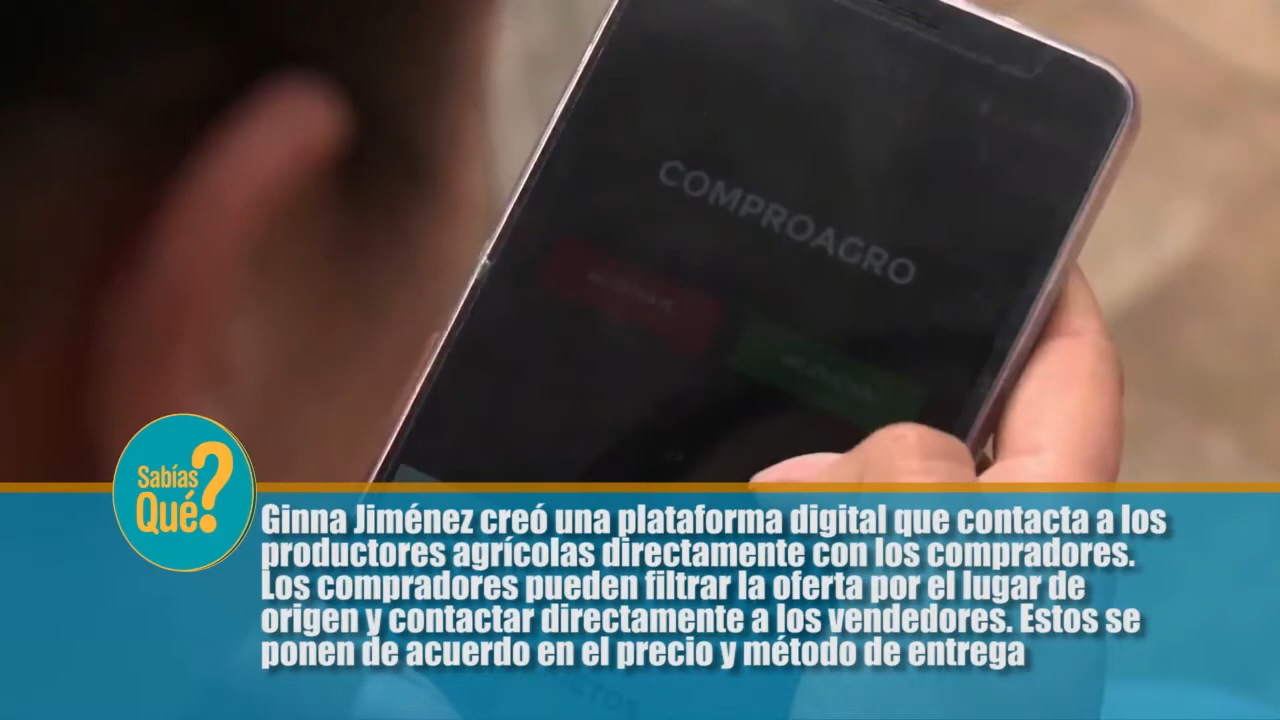 COMPROAGRO
Sabías
Qué?
Ginna Jiménez creó una plataforma digital que contacta a los
productores agrícolas directamente con los compradores.
Los compradores pueden filtrar la oferta por el lugar de
origen y contactar directamente a los vendedores. Estos se
ponen de acuerdo en el precio y método de entrega